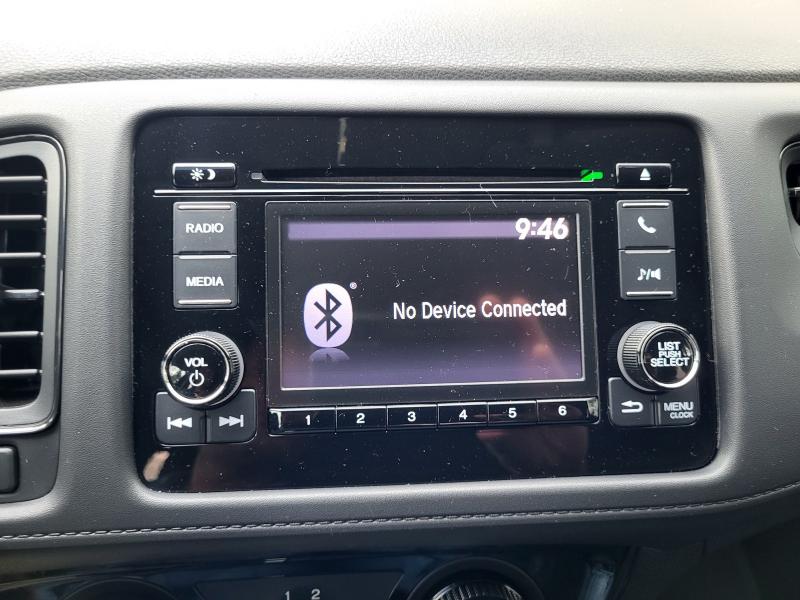 RADIO
9:46
MEDIA
No Device Connected
®
VOL
LIST
PUSH
SELECT
1 2 3 4 5 6
MENU
CLOCK
1 2